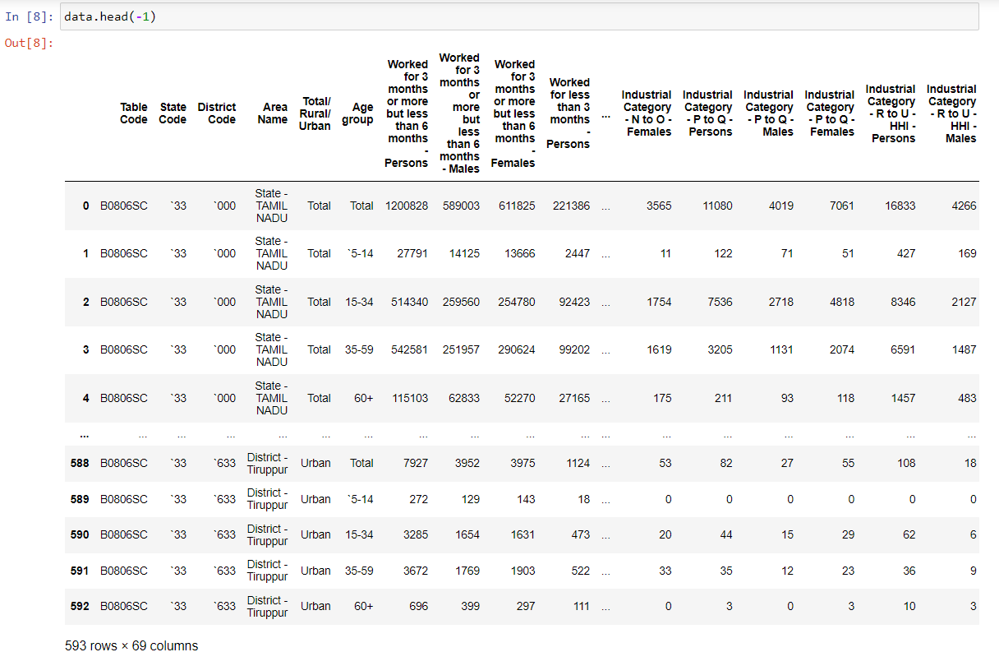 In [8]: data.head(-1)
Out[8]:
Table Code State Code District Code Area Name Total/ Rural/ Urban Age group Worked for 3 months or more but less than 6 months - Persons Worked for 3 months or more but less than 6 months - Males Worked for 3 months or more but less than 6 months - Females Worked for less than 3 months - Persons ... Industrial Category - N to O - Females Industrial Category - P to Q - Persons Industrial Category - P to Q - Males Industrial Category - P to Q - Females Industrial Category - R to U - HHI - Persons Industrial Category - R to U - HHI - Males
0 B0806SC `33 `000 State - TAMIL NADU Total Total 1200828 589003 611825 221386 ... 3565 11080 4019 7061 16833 4266
1 B0806SC `33 `000 State - TAMIL NADU Total `5-14 27791 14125 13666 2447 ... 11 122 71 51 427 169
2 B0806SC `33 `000 State - TAMIL NADU Total 15-34 514340 259560 254780 92423 ... 1754 7536 2718 4818 8346 2127
3 B0806SC `33 `000 State - TAMIL NADU Total 35-59 542581 251957 290624 99202 ... 1619 3205 1131 2074 6591 1487
4 B0806SC `33 `000 State - TAMIL NADU Total 60+ 115103 62833 52270 27165 ... 175 211 93 118 1457 483
... ... ... ... ... ... ... ... ... ... ... ... ... ... ... ... ... ...
588 B0806SC `33 `633 District - Tiruppur Urban Total 7927 3952 3975 1124 ... 53 82 27 55 108 18
589 B0806SC `33 `633 District - Tiruppur Urban `5-14 272 129 143 18 ... 0 0 0 0 0 0
590 B0806SC `33 `633 District - Tiruppur Urban 15-34 3285 1654 1631 473 ... 20 44 15 29 62 6
591 B0806SC `33 `633 District - Tiruppur Urban 35-59 3672 1769 1903 522 ... 33 35 12 23 36 9
592 B0806SC `33 `633 District - Tiruppur Urban 60+ 696 399 297 111 ... 0 3 0 3 10 3
593 rows × 69 columns